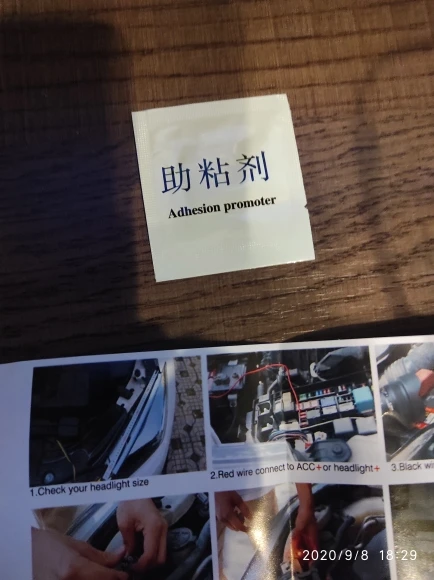 助粘剂
Adhesion promoter
1.Check your headlight size
2.Red wire connect to ACC+or headlight+
3.Black
2020/9/8 18:29